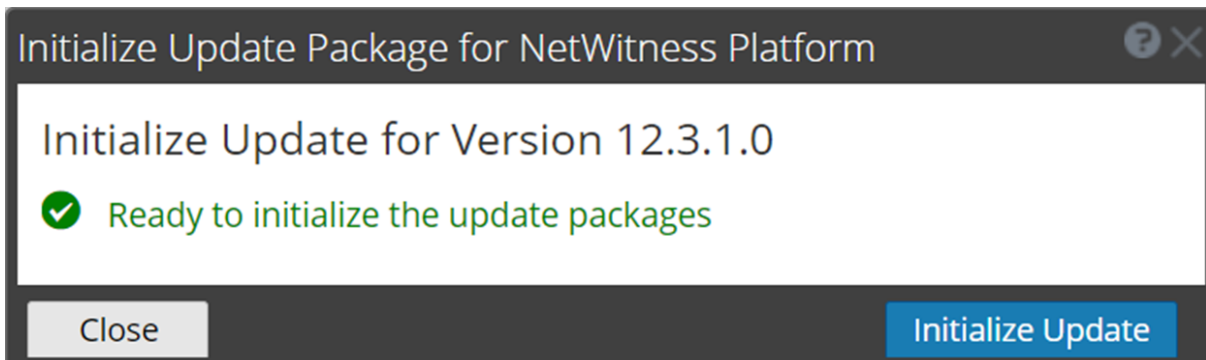 Initialize Update Package for NetWitness Platform
Initialize Update for Version 12.3.1.0
Ready to initialize the update packages
Close
Initialize Update